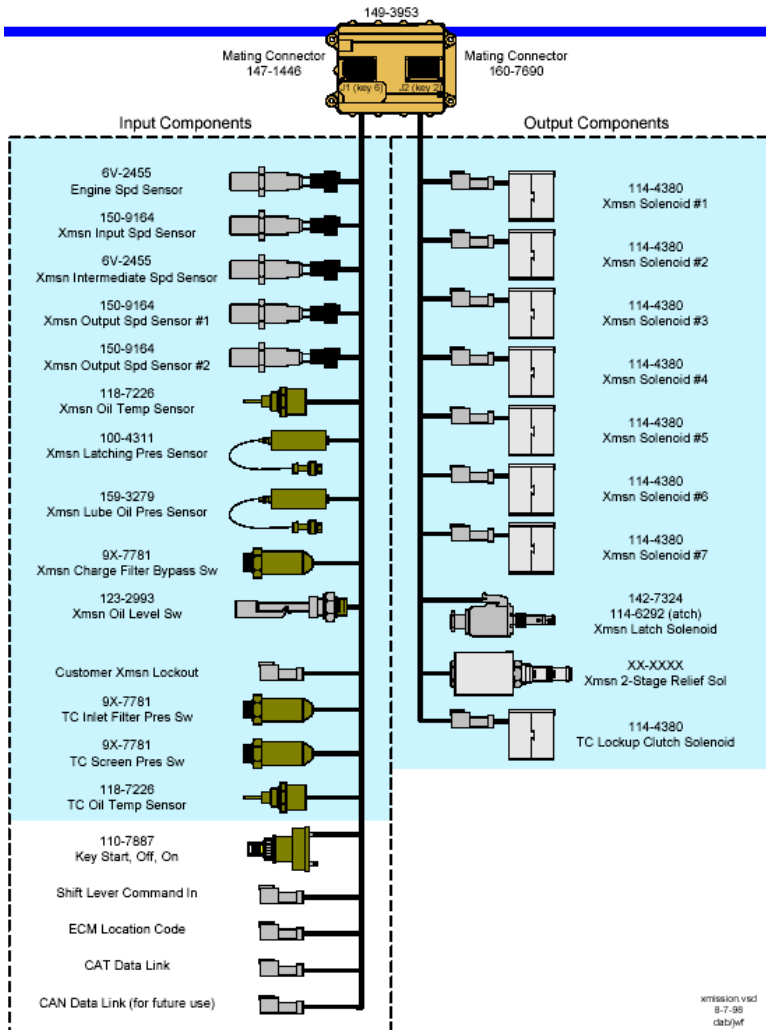 149-3953
Mating Connector
147-1446
Mating Connector
160-7690
J1 (key 6)
J2 (key 2)
Input Components
Output Components
6V-2455
Engine Spd Sensor
150-9164
Xmsn Input Spd Sensor
6V-2455
Xmsn Intermediate Spd Sensor
150-9164
Xmsn Output Spd Sensor #1
150-9164
Xmsn Output Spd Sensor #2
118-7226
Xmsn Oil Temp Sensor
100-4311
Xmsn Latching Pres Sensor
159-3279
Xmsn Lube Oil Pres Sensor
9X-7781
Xmsn Charge Filter Bypass Sw
123-2993
Xmsn Oil Level Sw
Customer Xmsn Lockout
9X-7781
TC Inlet Filter Pres Sw
9X-7781
TC Screen Pres Sw
118-7226
TC Oil Temp Sensor
110-7887
Key Start, Off, On
Shift Lever Command In
ECM Location Code
CAT Data Link
CAN Data Link (for future use)
114-4380
Xmsn Solenoid #1
114-4380
Xmsn Solenoid #2
114-4380
Xmsn Solenoid #3
114-4380
Xmsn Solenoid #4
114-4380
Xmsn Solenoid #5
114-4380
Xmsn Solenoid #6
114-4380
Xmsn Solenoid #7
142-7324
114-6292 (atch)
Xmsn Latch Solenoid
XX-XXXX
Xmsn 2-Stage Relief Sol
114-4380
TC Lockup Clutch Solenoid
xmission.vsd
8-7-98
dab/jwf